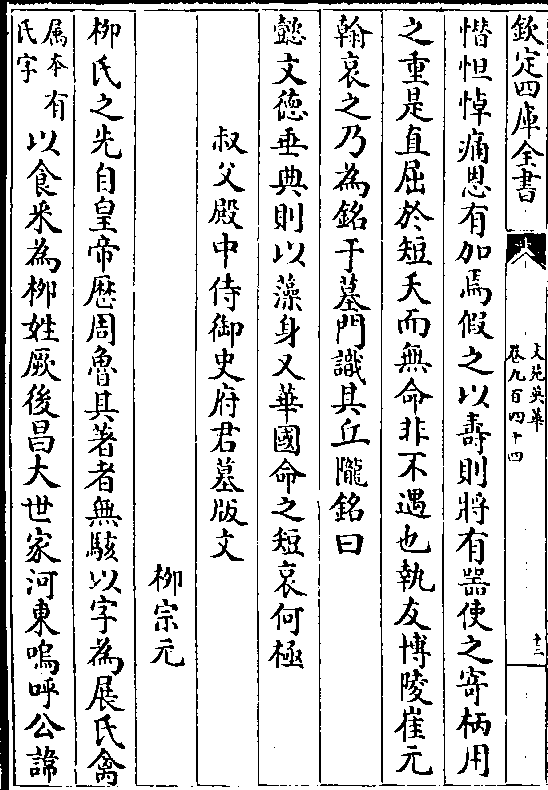 欽定四庫全書
文苑英華
卷九百四十四
十二
惜怛悼痛恩有加焉假之以壽則將有器使之寄柄用
之重是直屈於短夭而無命非不遇也執友博陵崔元
翰哀之乃為銘于墓門識其丘隴銘曰
懿文徳垂典則以藻身又華國命之短哀何極
叔父殿中侍御史府君墓版文
柳宗元
柳氏之先自皇帝歴周魯其著者無駭以字為展氏禽
以食菜為柳姓厥後昌大世家河東嗚呼公諱
属本有
氏字